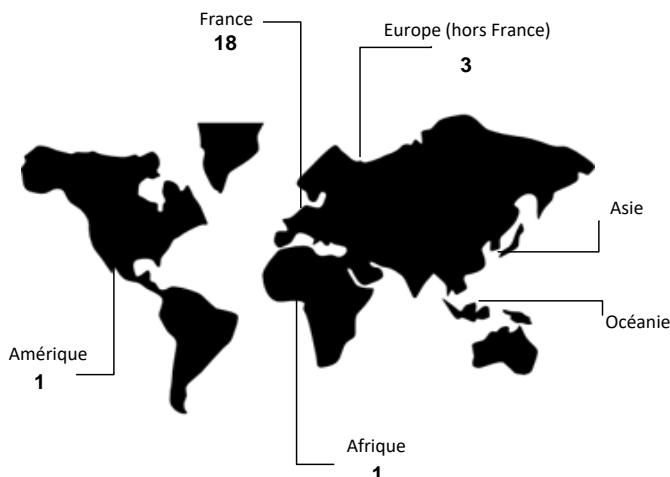 France
18
Europe (hors France)
3
Asie
Océanie
Amérique
1
Afrique
1